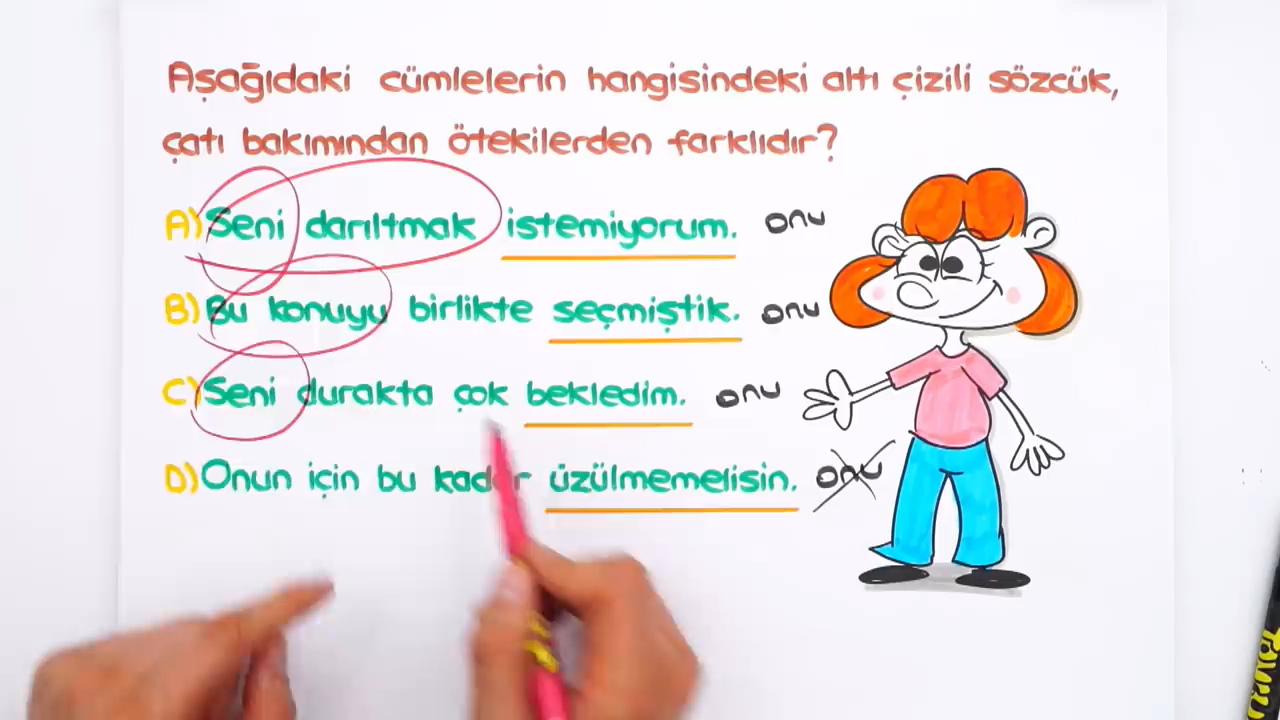 Aşağıdaki cümlelerin hangisindeki altı çizili sözcük,
çatı bakımından ötekilerden farklıdır?
A) Seni darıltmak istemiyorum. onu
B) Bu konuyu birlikte seçmiştik. onu
C) Seni durakta çok bekledim. onu
D) Onun için bu kadar üzülmemelisin. onu